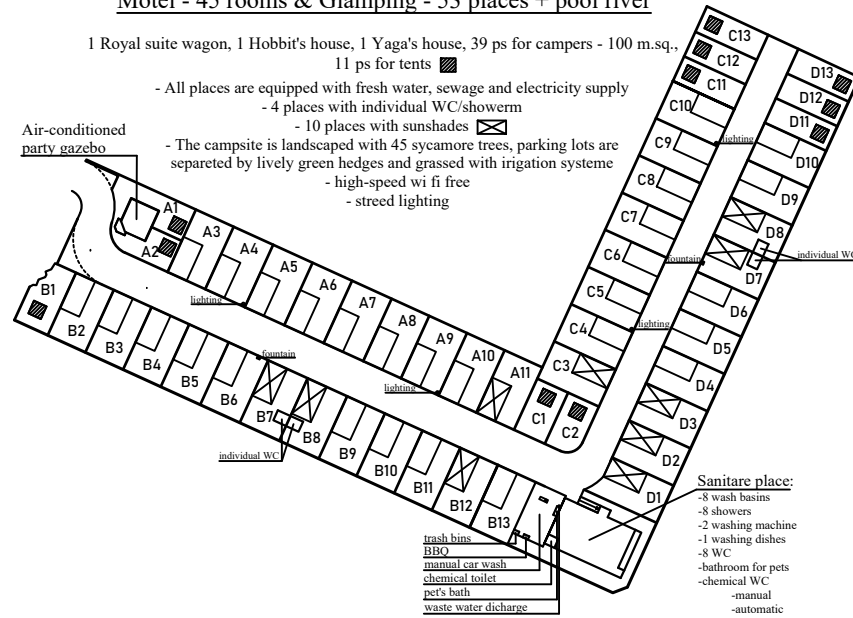 Motel - 45 rooms & Glamping - 53 places + pool river
1 Royal suite wagon, 1 Hobbit's house, 1 Yaga's house, 39 ps for campers - 100 m.sq.,
11 ps for tents
- All places are equipped with fresh water, sewage and electricity supply
- 4 places with individual WC/showerm
- 10 places with sunshades
- The campsite is landscaped with 45 sycamore trees, parking lots are
separeted by lively green hedges and grassed with irigation systeme
- high-speed wi fi free
- streed lighting
Air-conditioned
party gazebo
A1
A2
A3
A4
A5
A6
A7
A8
A9
A10
A11
B1
B2
B3
B4
B5
B6
B7
B8
B9
B10
B11
B12
B13
C13
C12
C11
C10
C9
C8
C7
C6
C5
C4
C3
C1
C2
D13
D12
D11
D10
D9
D8
D7
D6
D5
D4
D3
D2
D1
lighting
fountain
lighting
individual WC
lighting
fountain
lighting
individual WC
trash bins
BBQ
manual car wash
chemical toilet
pet's bath
waste water dicharge
Sanitare place:
-8 wash basins
-8 showers
-2 washing machine
-1 washing dishes
-8 WC
-bathroom for pets
-chemical WC
-manual
-automatic